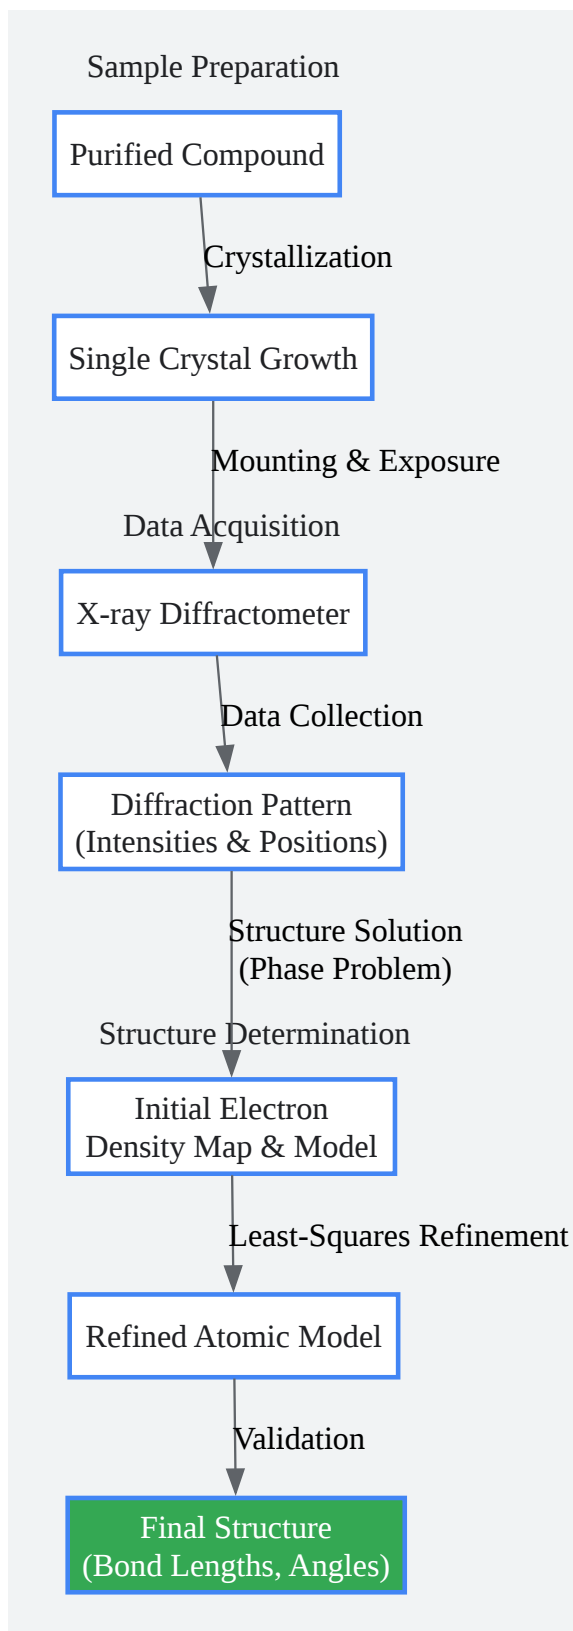 Sample Preparation
Purified Compound
Crystallization
Single Crystal Growth
Mounting & Exposure
Data Acquisition
X-ray Diffractometer
Data Collection
Diffraction Pattern
(Intensities & Positions)
Structure Solution
(Phase Problem)
Structure Determination
Initial Electron
Density Map & Model
Least-Squares Refinement
Refined Atomic Model
Validation
Final Structure
(Bond Lengths, Angles)